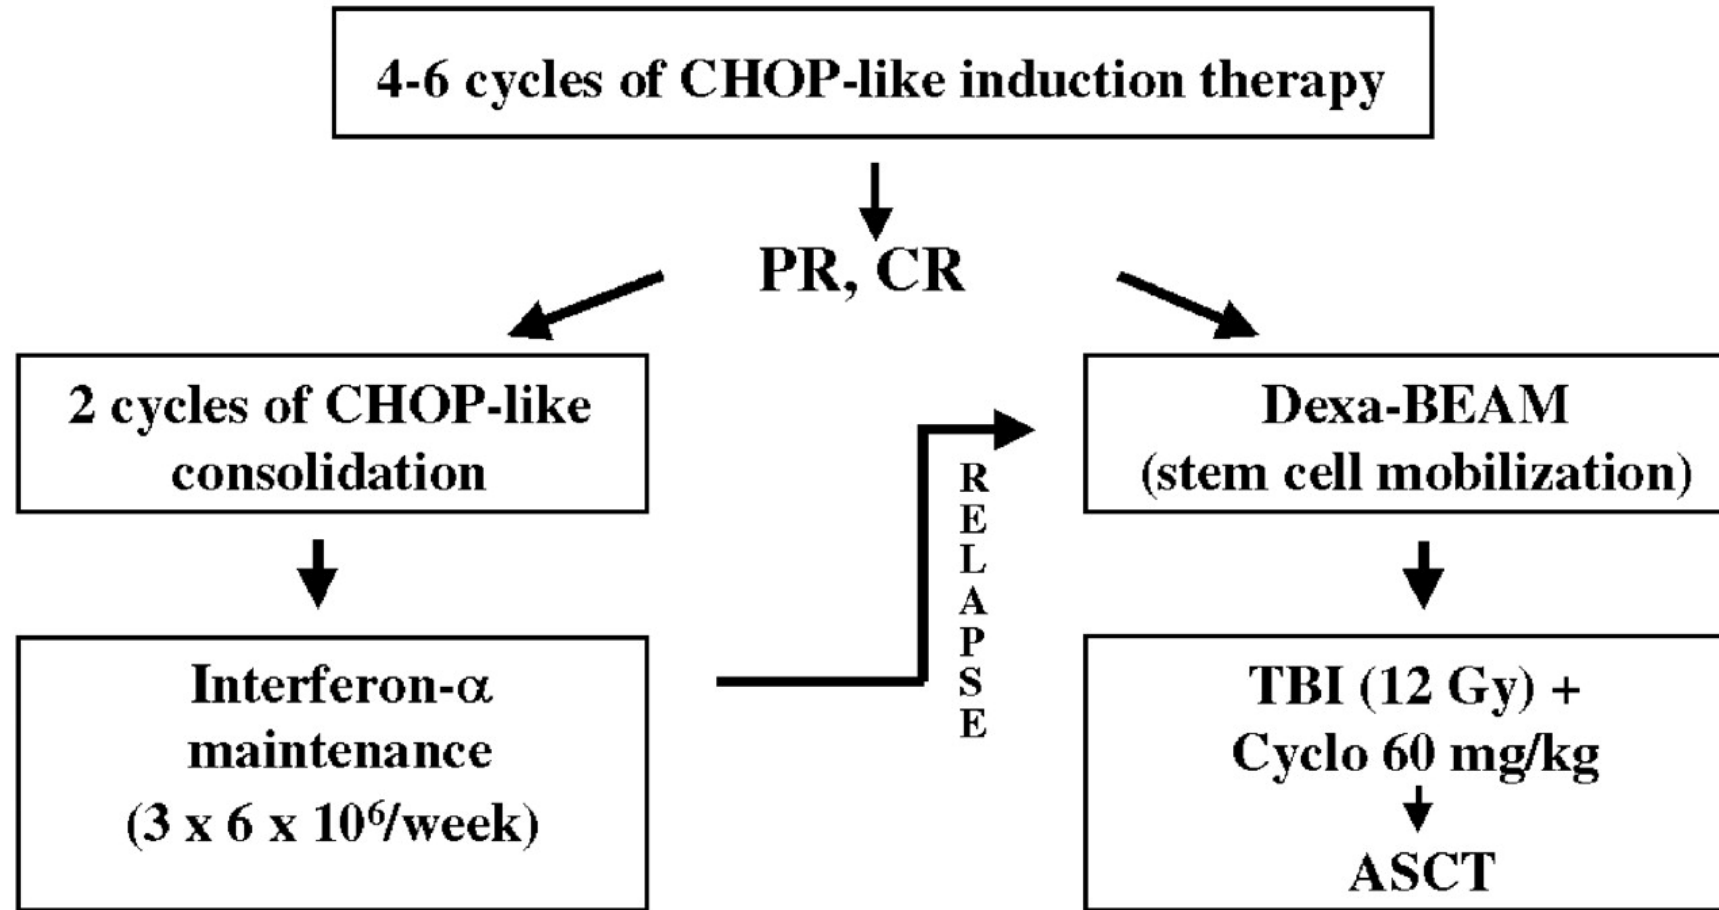 4-6 cycles of CHOP-like induction therapy
PR, CR
2 cycles of CHOP-like
consolidation
Interferon-α
maintenance
(3 x 6 x 10⁶/week)
RELAPSE
Dexa-BEAM
(stem cell mobilization)
TBI (12 Gy) +
Cyclo 60 mg/kg
ASCT